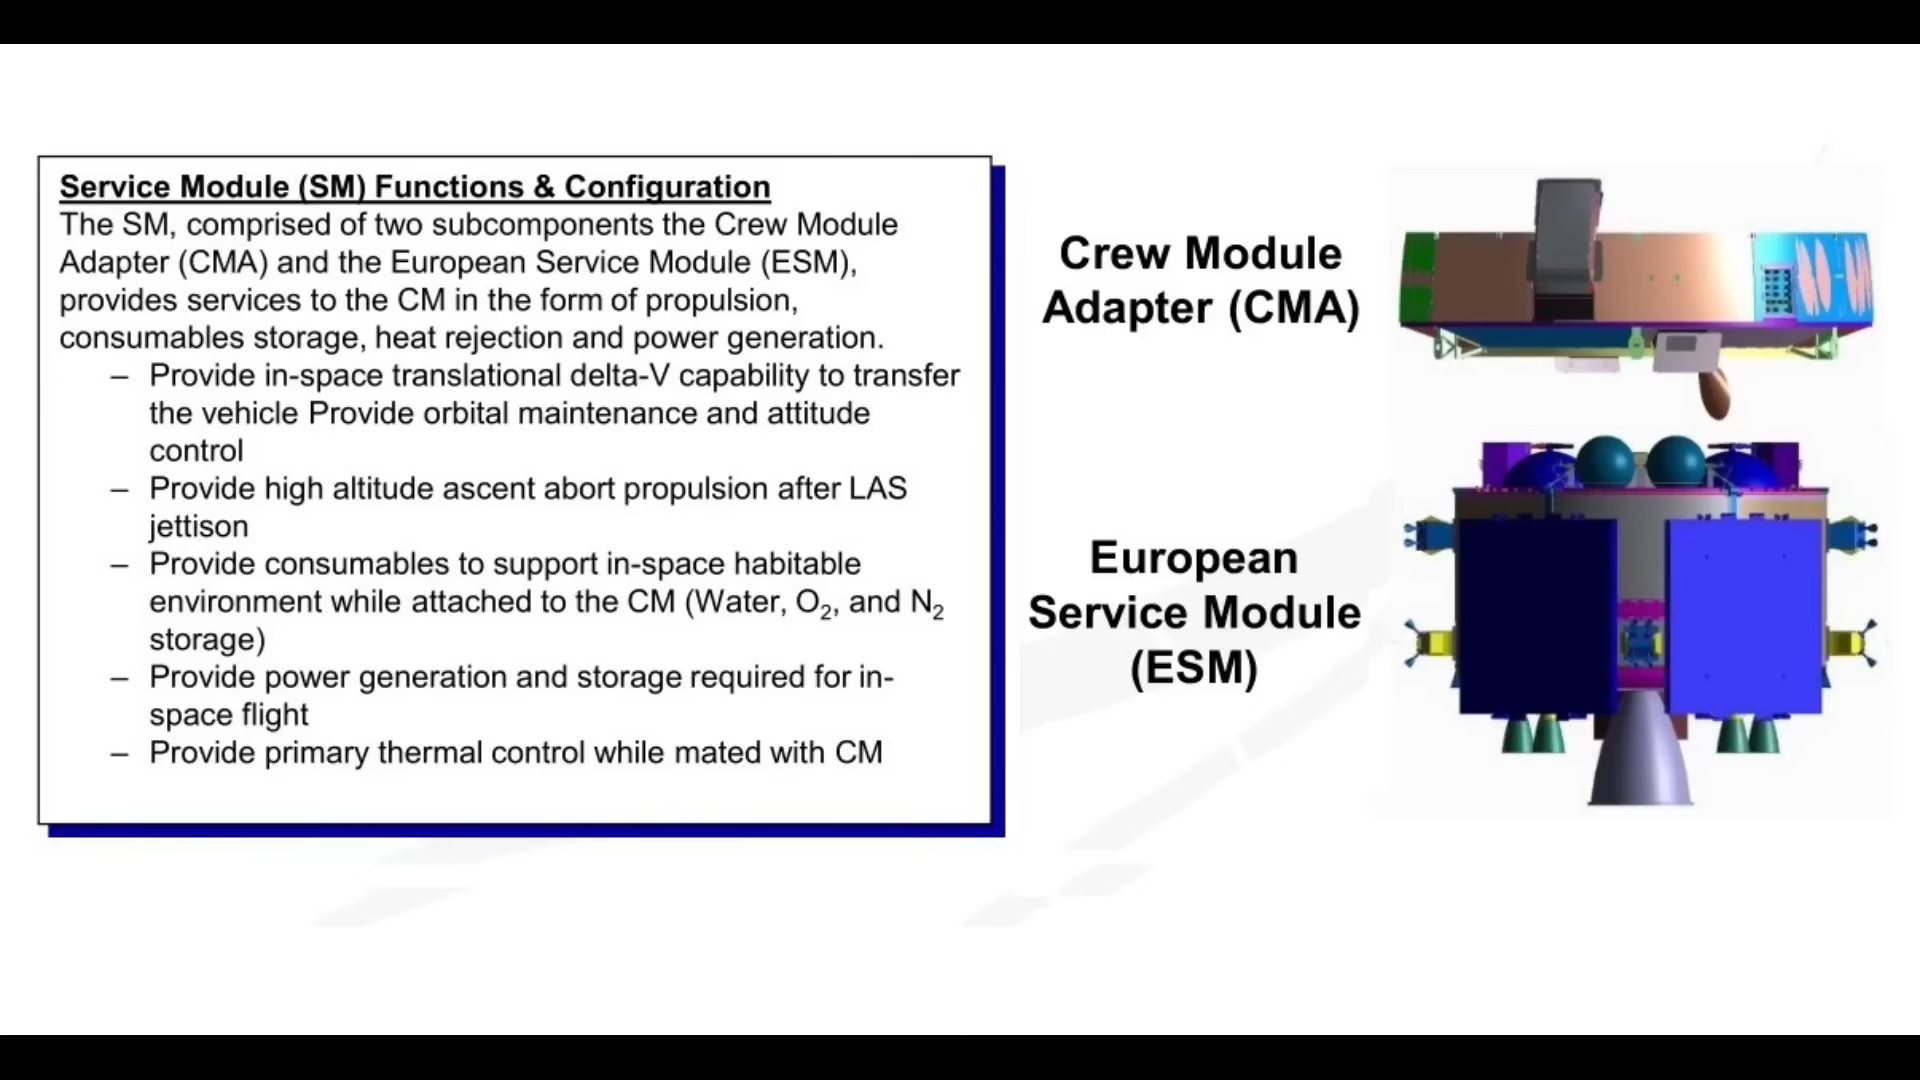 Service Module (SM) Functions & Configuration
The SM, comprised of two subcomponents the Crew Module
Adapter (CMA) and the European Service Module (ESM),
provides services to the CM in the form of propulsion,
consumables storage, heat rejection and power generation.
– Provide in-space translational delta-V capability to transfer
the vehicle Provide orbital maintenance and attitude
control
– Provide high altitude ascent abort propulsion after LAS
jettison
– Provide consumables to support in-space habitable
environment while attached to the CM (Water, O₂, and N₂
storage)
– Provide power generation and storage required for in-
space flight
– Provide primary thermal control while mated with CM
Crew Module
Adapter (CMA)
European
Service Module
(ESM)